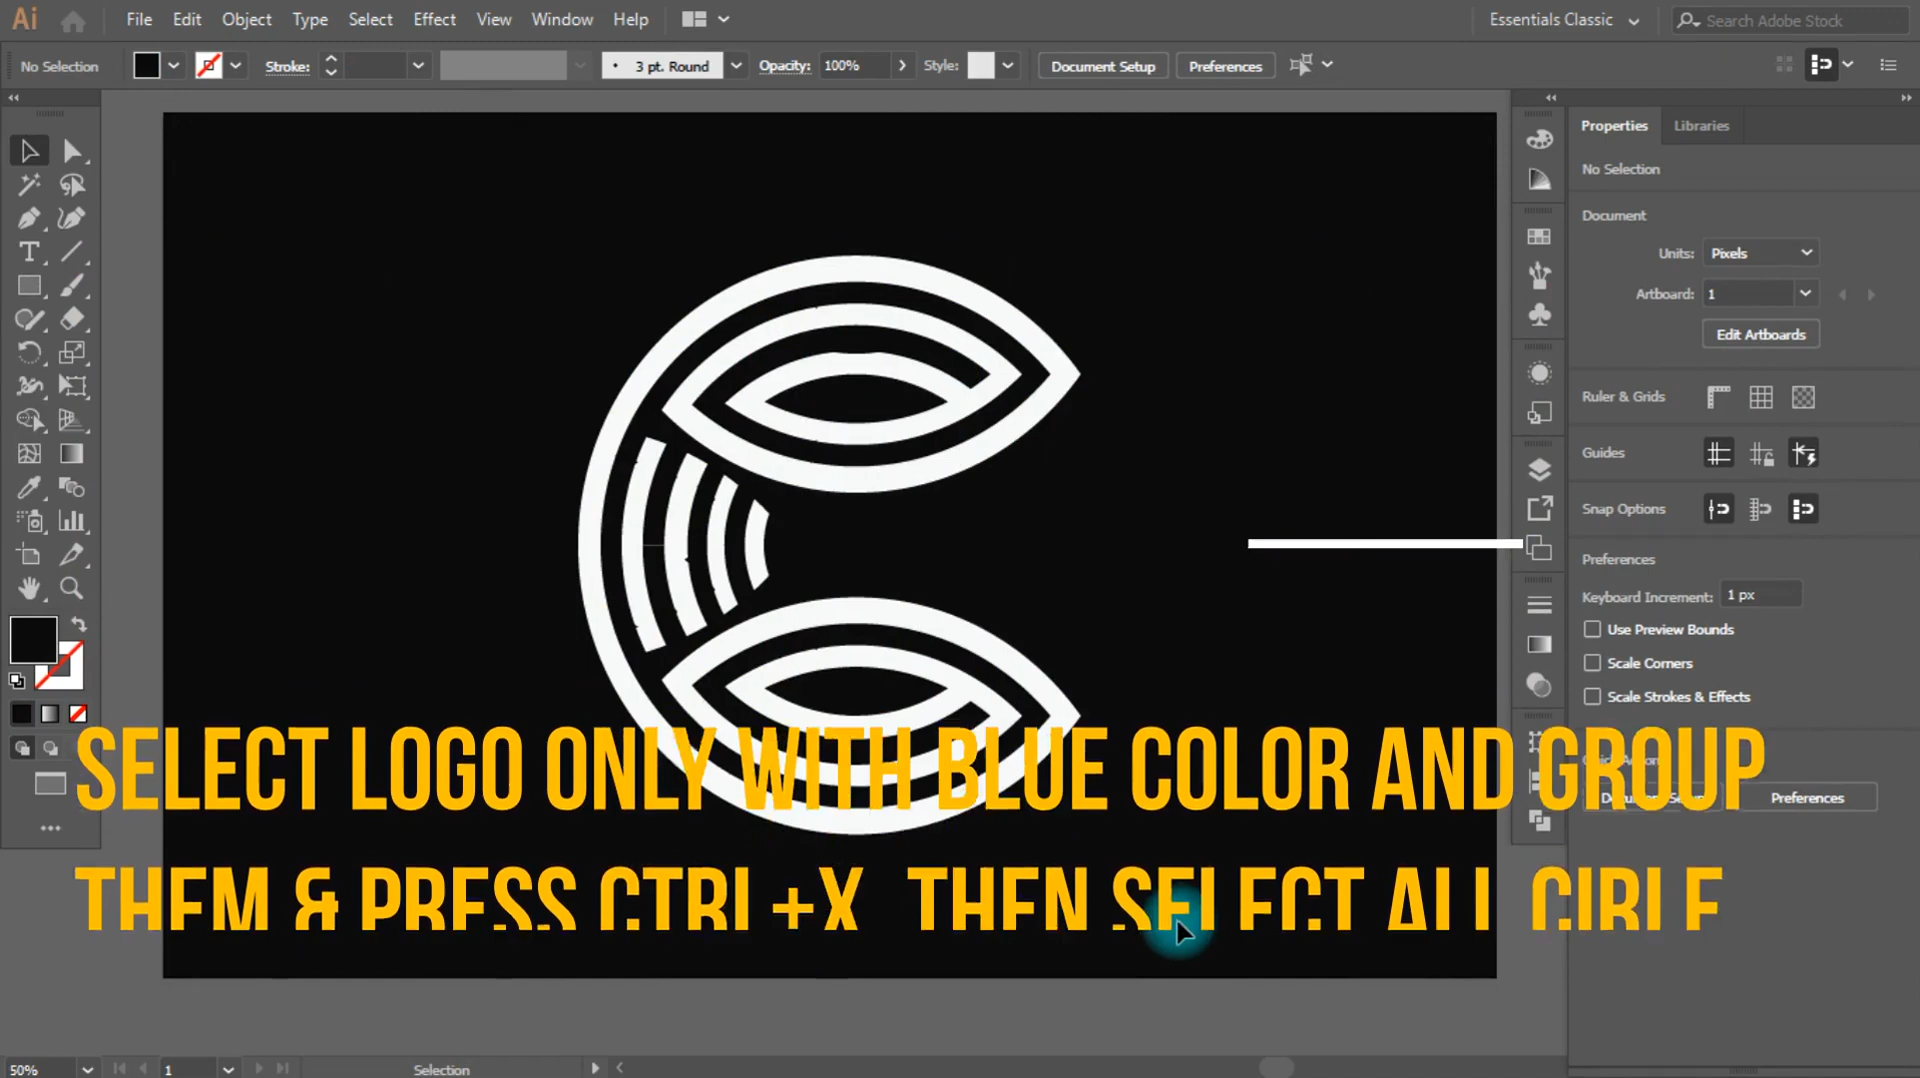 Ai File Edit Object Type Select Effect View Window Help Essentials Classic Search Adobe Stock
No Selection Stroke: 3 pt. Round Opacity: 100% Style: Document Setup Preferences
Properties Libraries
No Selection
Document
Units: Pixels
Artboard: 1
Edit Artboards
Ruler & Grids
Guides
Snap Options
Preferences
Keyboard Increment: 1 px
Use Preview Bounds
Scale Corners
Scale Strokes & Effects
SELECT LOGO ONLY WITH BLUE COLOR AND GROUP
Preferences
THEM & PRESS CTRL+X, THEN SELECT ALL CIRLE
50% 1 Selection